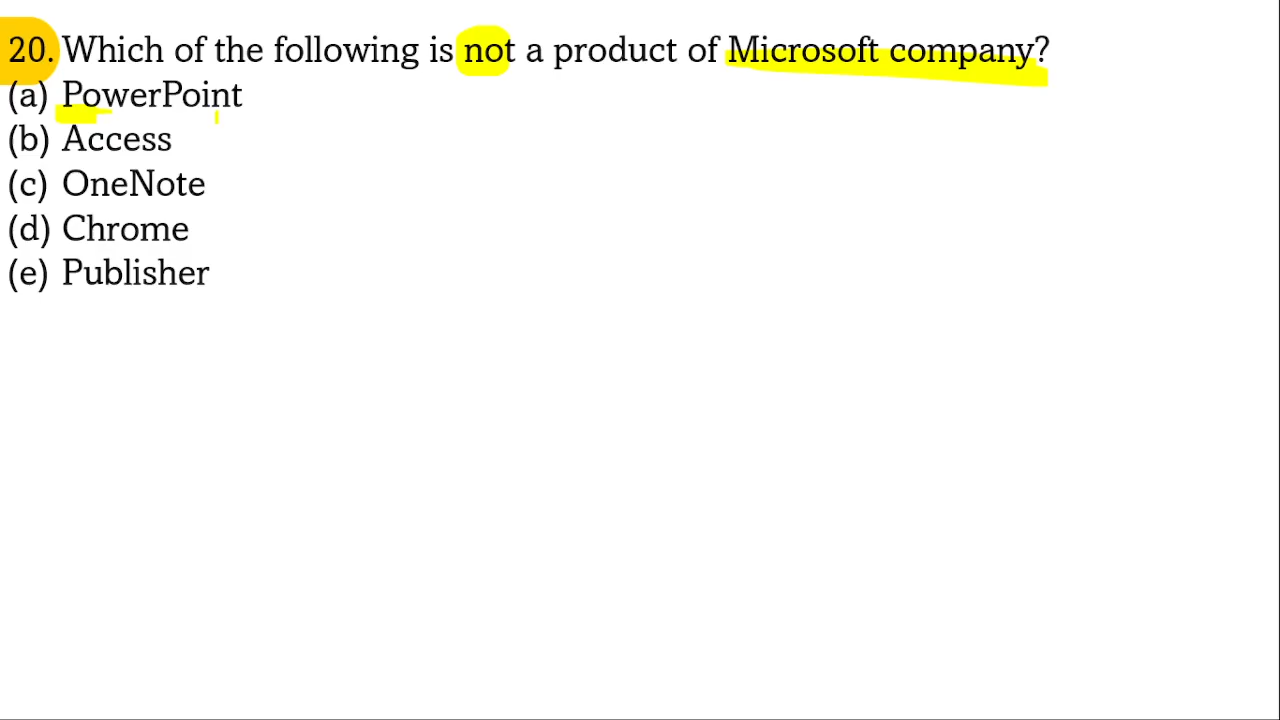 20. Which of the following is not a product of Microsoft company?
(a) PowerPoint
(b) Access
(c) OneNote
(d) Chrome
(e) Publisher